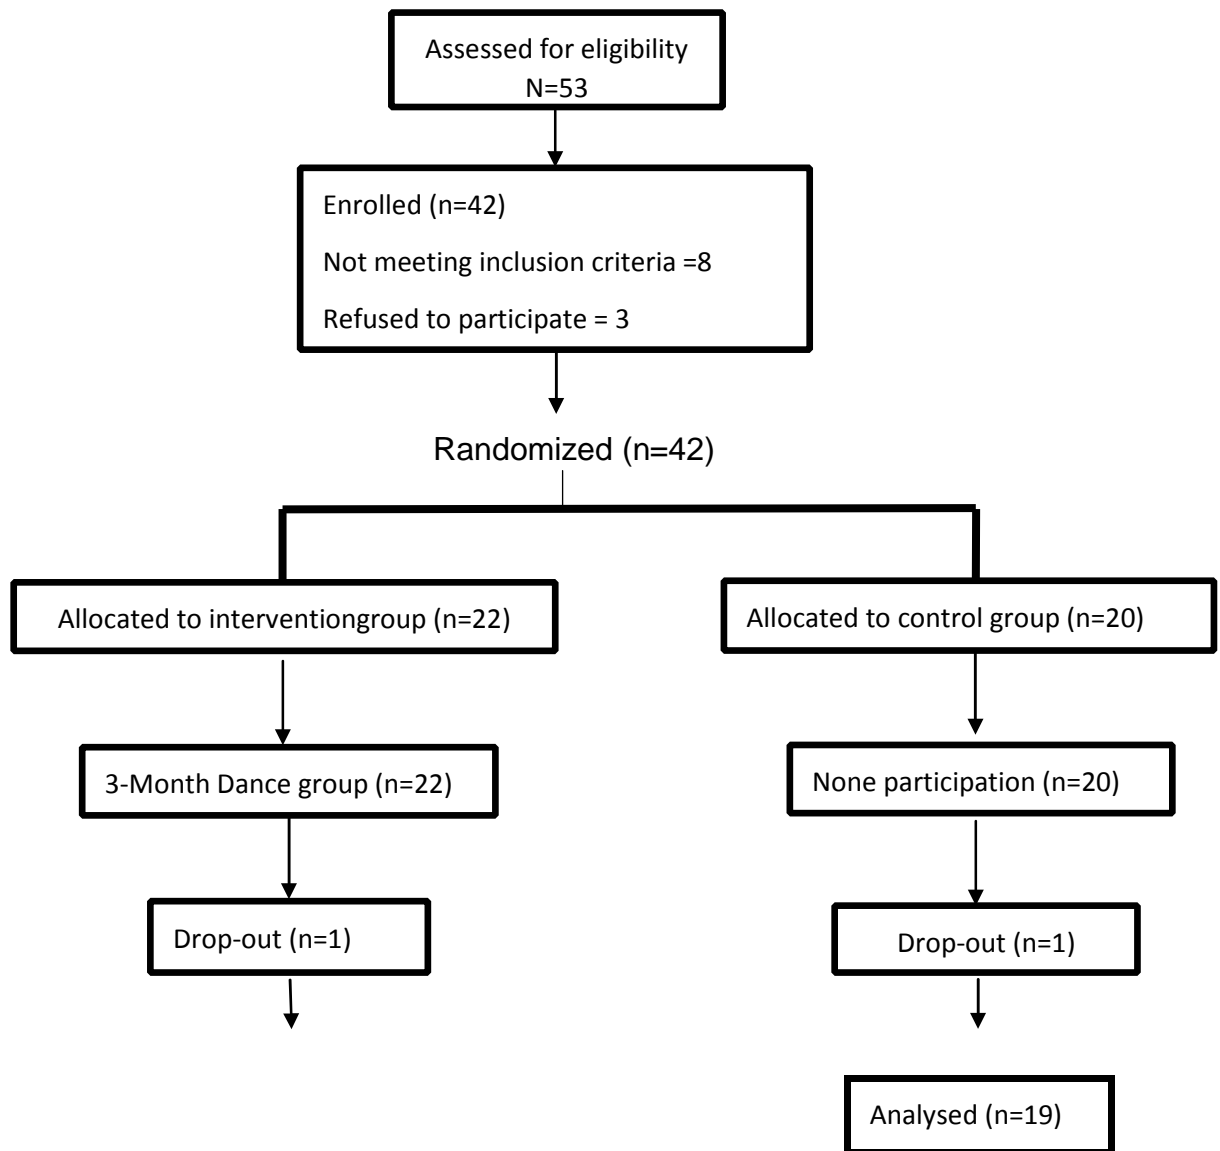 Assessed for eligibility
N=53
Enrolled (n=42)
Not meeting inclusion criteria =8
Refused to participate = 3
Randomized (n=42)
Allocated to interventiongroup (n=22)
Allocated to control group (n=20)
3-Month Dance group (n=22)
None participation (n=20)
Drop-out (n=1)
Drop-out (n=1)
Analysed (n=19)